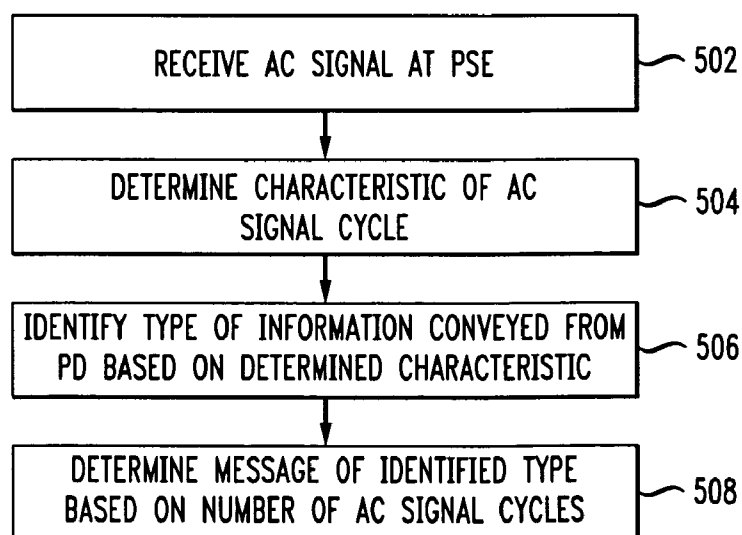 RECEIVE AC SIGNAL AT PSE
502
DETERMINE CHARACTERISTIC OF AC
SIGNAL CYCLE
504
IDENTIFY TYPE OF INFORMATION CONVEYED FROM
PD BASED ON DETERMINED CHARACTERISTIC
506
DETERMINE MESSAGE OF IDENTIFIED TYPE
BASED ON NUMBER OF AC SIGNAL CYCLES
508